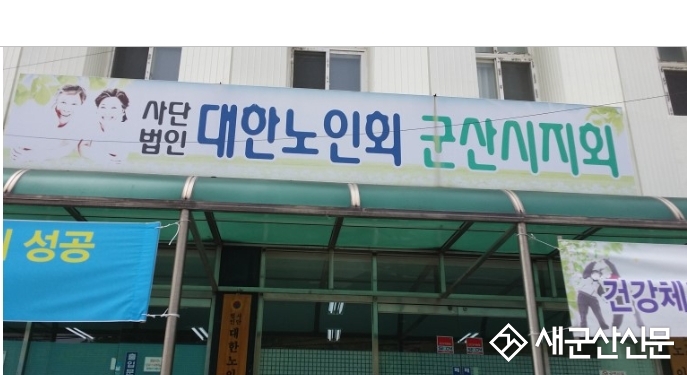 사단
법인 대한노인회 군산시지회
성공
건강체
대한노인
새군산신문